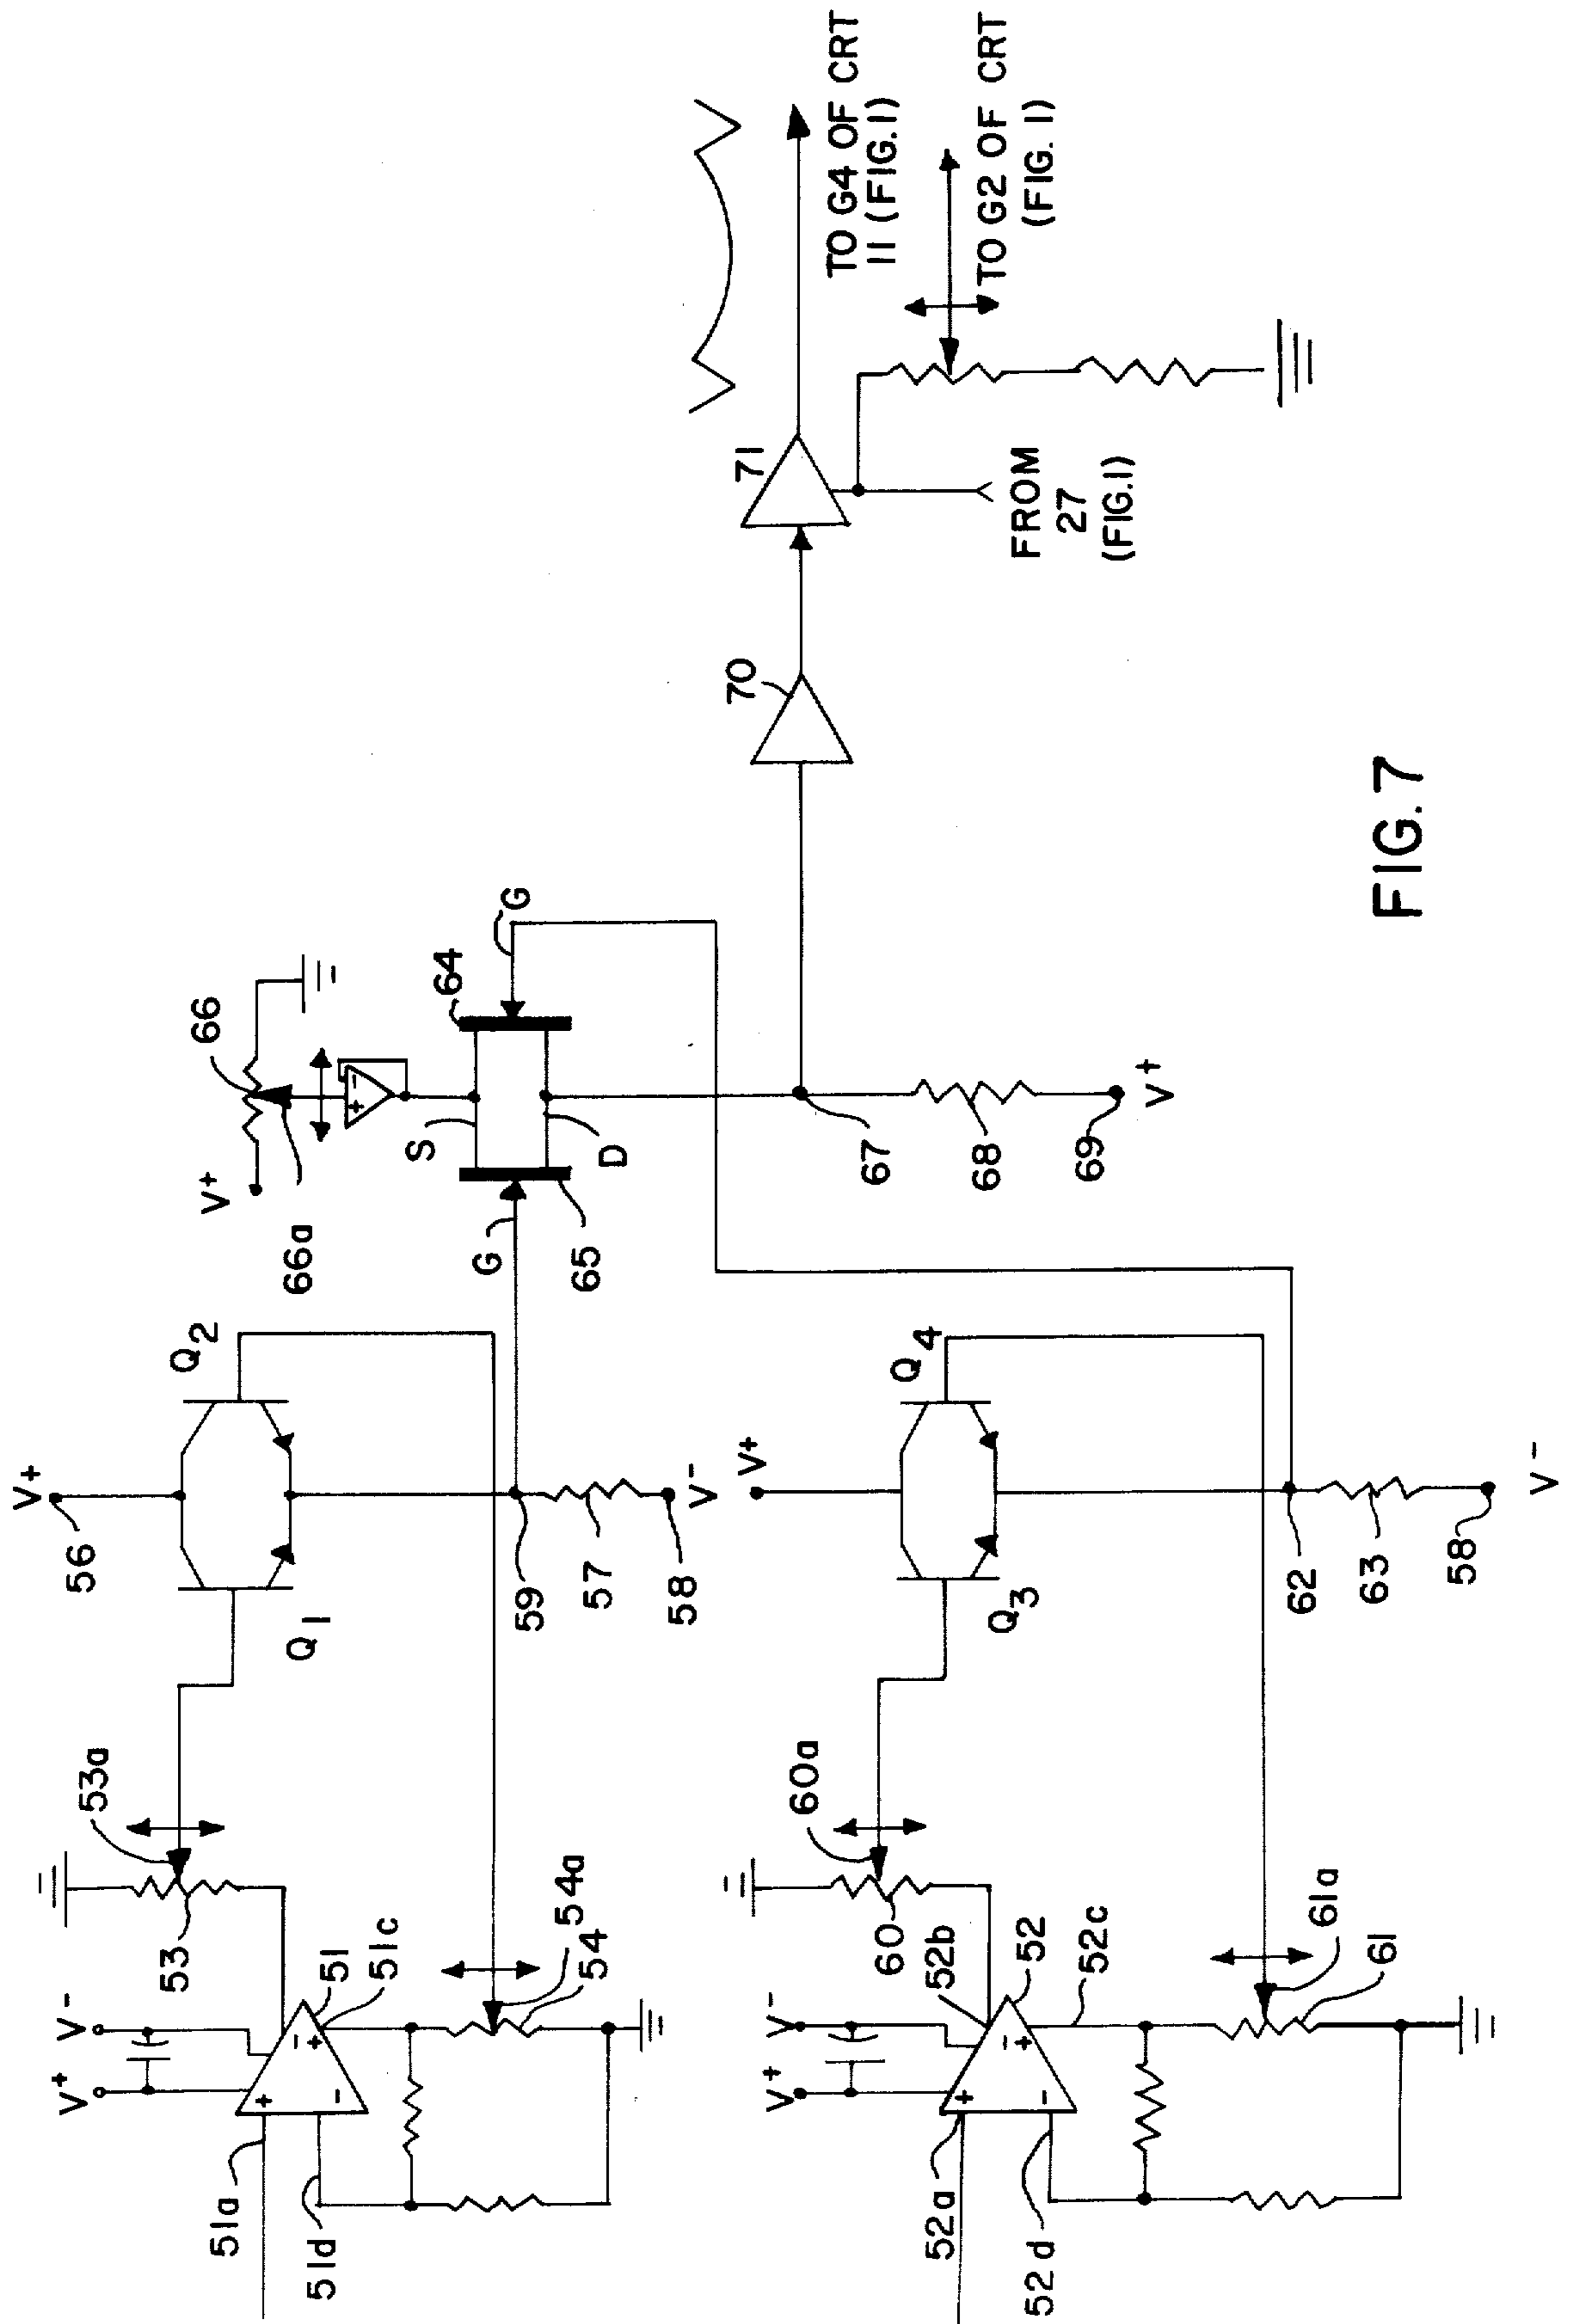 V+
56
V+
V-
53a
53
51a
51
51c
51d
54a
54
Q1
Q2
59
57
58
V-
V+
66
66a
64
G
S
G
D
65
67
68
69
V+
70
71
TO G4 OF CRT
11 (FIG.1)
TO G2 OF CRT
(FIG. 1)
FROM
27
(FIG.1)
V+
V-
60a
60
52b
52a
52
52c
52d
61a
61
V+
Q3
Q4
62
63
58
V-
FIG. 7